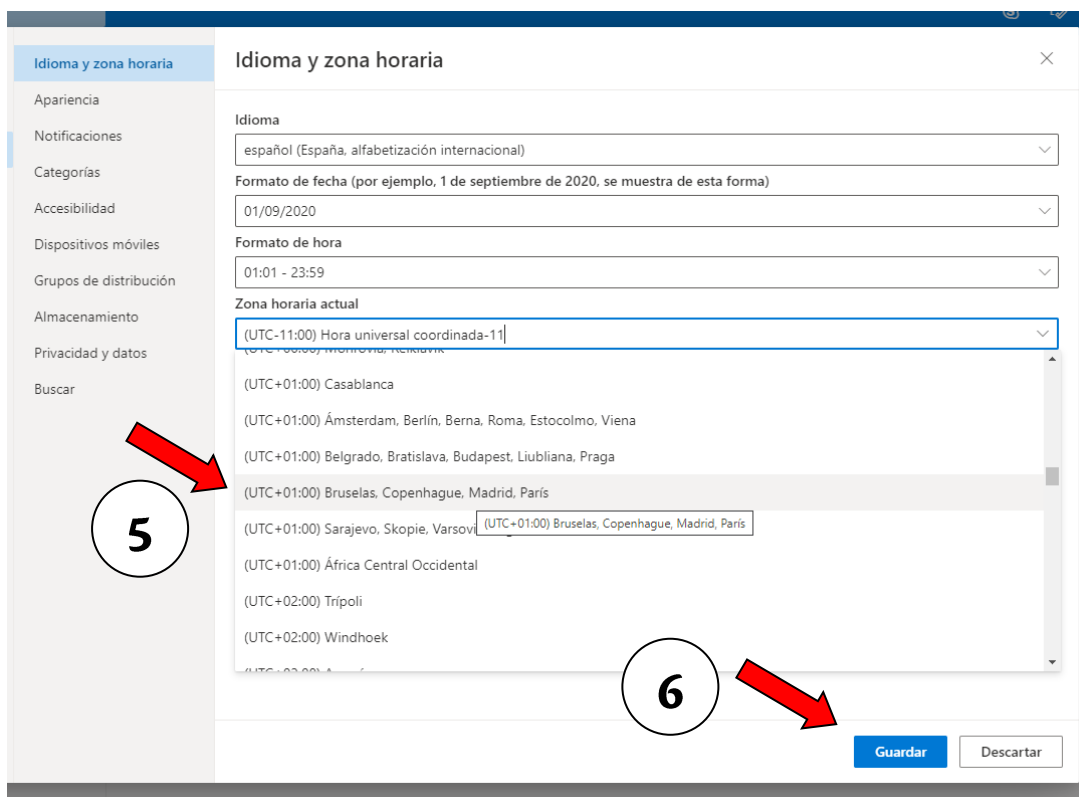 Idioma y zona horaria
Apariencia
Notificaciones
Categorías
Accesibilidad
Dispositivos móviles
Grupos de distribución
Almacenamiento
Privacidad y datos
Buscar
Idioma y zona horaria
Idioma
español (España, alfabetización internacional)
Formato de fecha (por ejemplo, 1 de septiembre de 2020, se muestra de esta forma)
01/09/2020
Formato de hora
01:01 - 23:59
Zona horaria actual
(UTC-11:00) Hora universal coordinada-11
(UTC+01:00) Casablanca
(UTC+01:00) Ámsterdam, Berlín, Berna, Roma, Estocolmo, Viena
(UTC+01:00) Belgrado, Bratislava, Budapest, Liubliana, Praga
(UTC+01:00) Bruselas, Copenhague, Madrid, París
(UTC+01:00) Sarajevo, Skopie,
(UTC+01:00) Bruselas, Copenhague, Madrid, París
(UTC+01:00) África Central Occidental
(UTC+02:00) Trípoli
(UTC+02:00) Windhoek
5
6
Guardar
Descartar